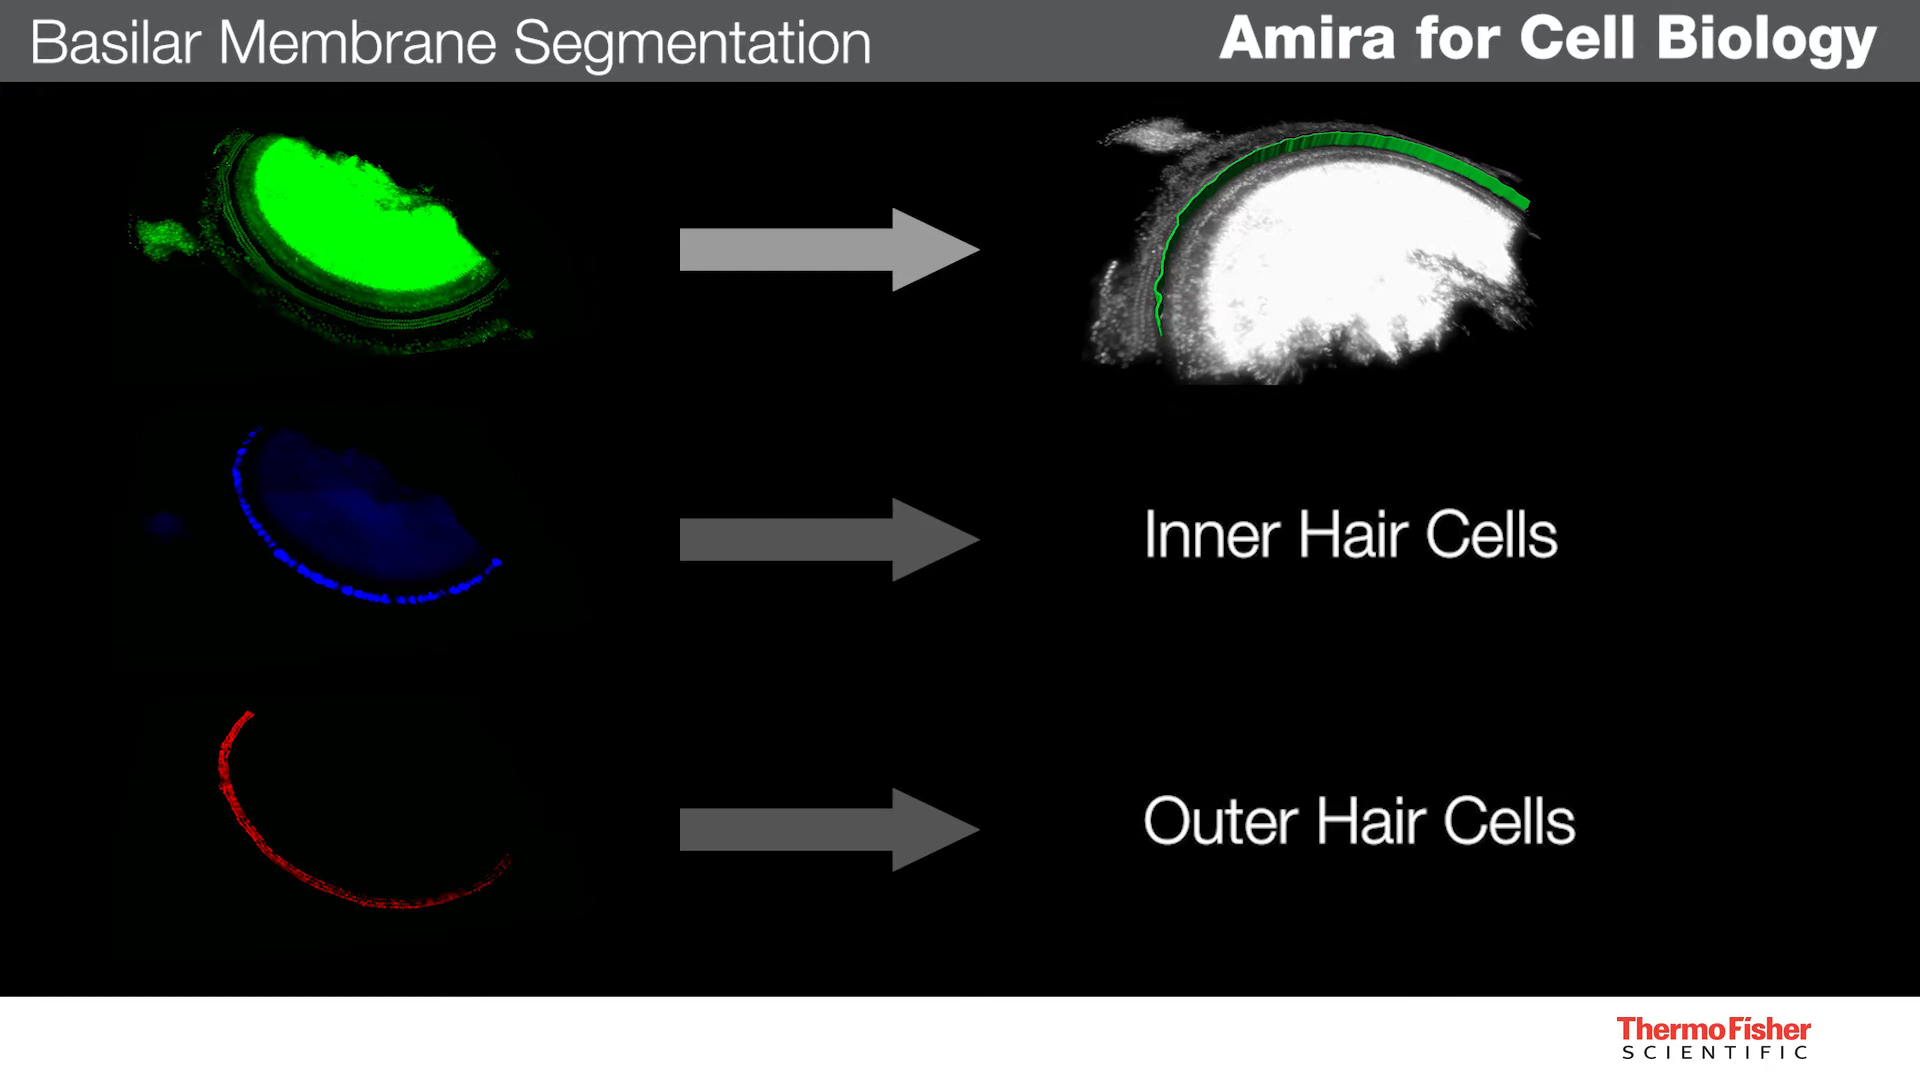 Basilar Membrane Segmentation
Amira for Cell Biology
Inner Hair Cells
Outer Hair Cells
ThermoFisher
SCIENTIFIC